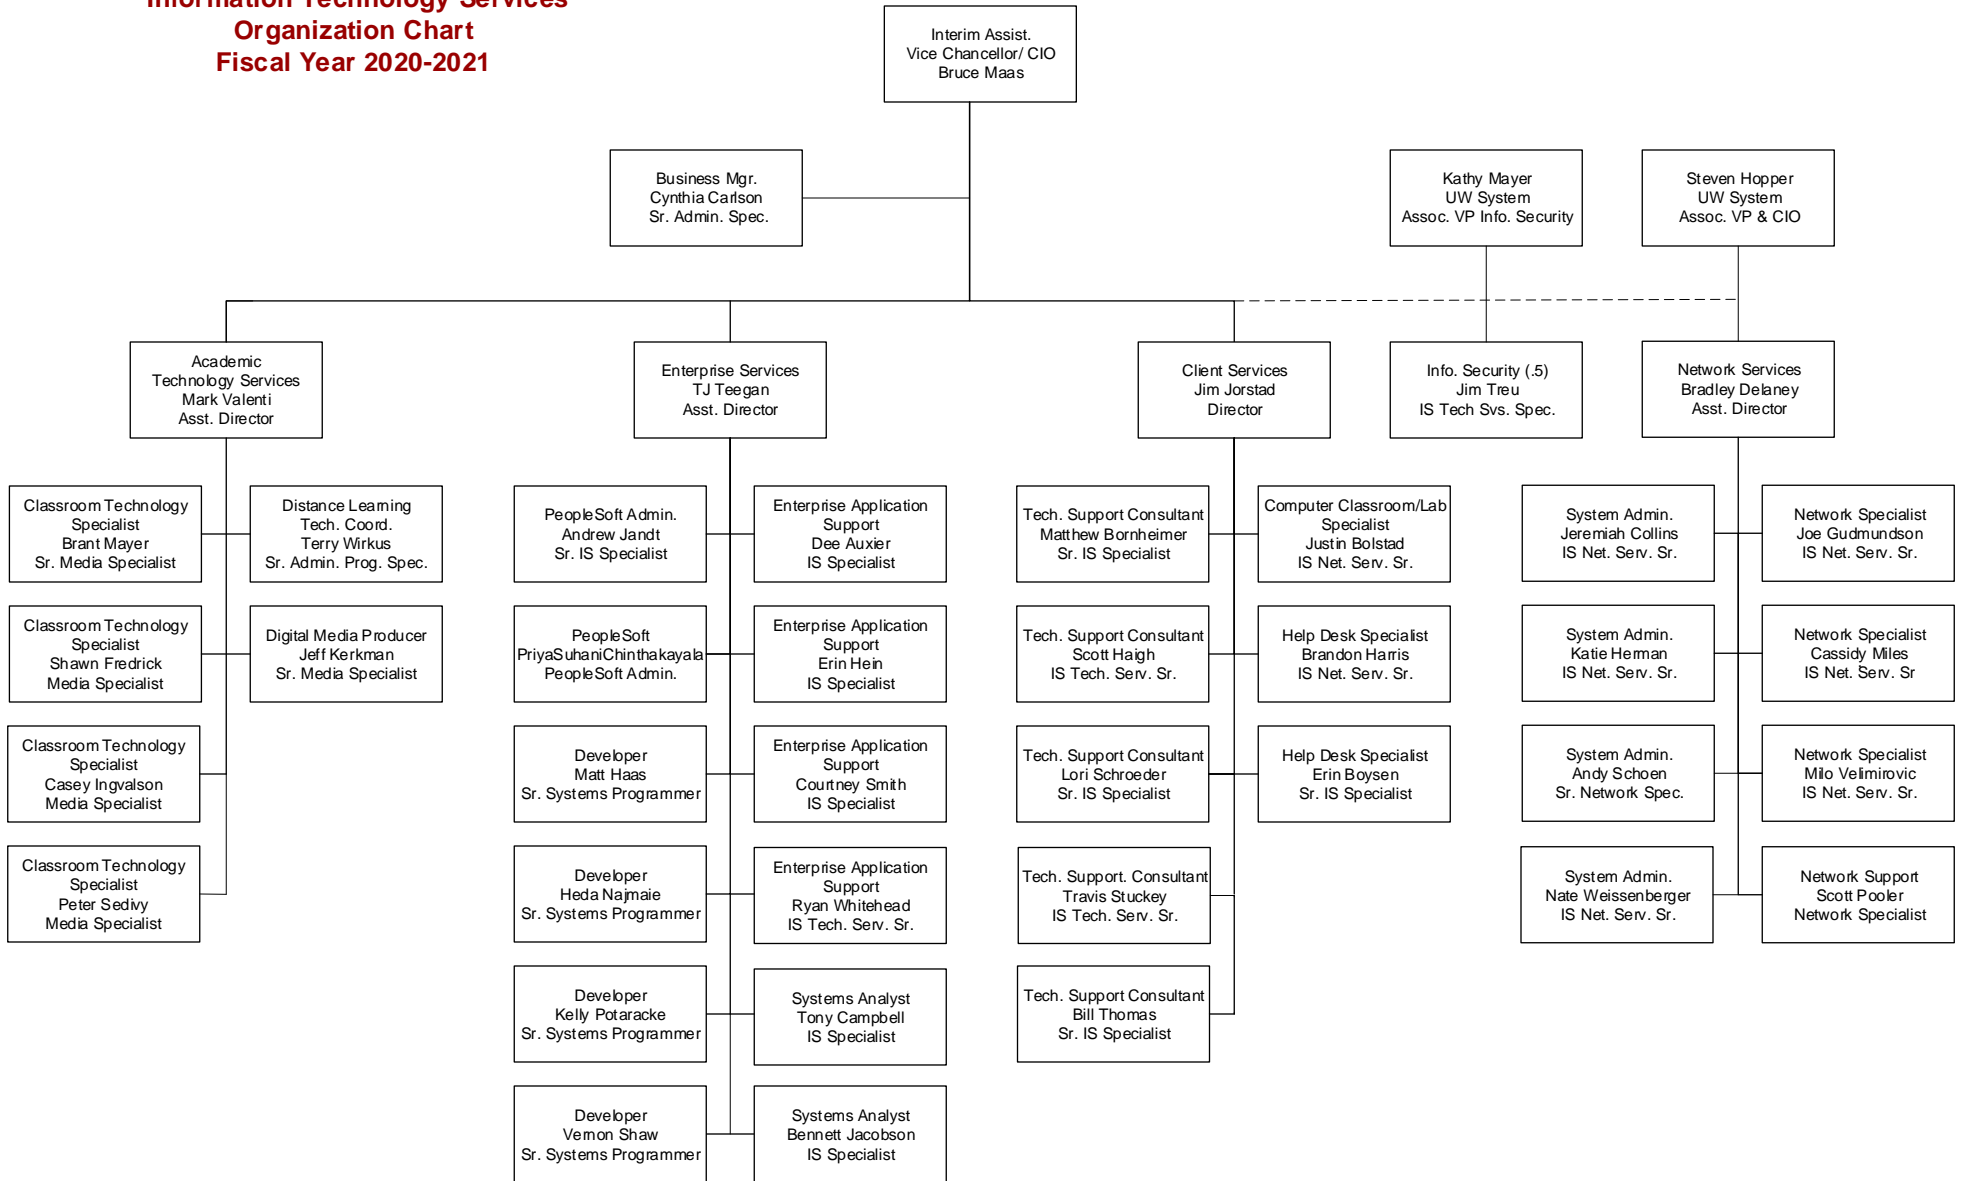 Information Technology Services
Organization Chart
Fiscal Year 2020-2021
Interim Assist.
Vice Chancellor/ CIO
Bruce Maas
Business Mgr.
Cynthia Carlson
Sr. Admin. Spec.
Kathy Mayer
UW System
Assoc. VP Info. Security
Steven Hopper
UW System
Assoc. VP & CIO
Academic
Technology Services
Mark Valenti
Asst. Director
Enterprise Services
TJ Teegan
Asst. Director
Client Services
Jim Jorstad
Director
Info. Security (.5)
Jim Treu
IS Tech Svs. Spec.
Network Services
Bradley Delaney
Asst. Director
Classroom Technology
Specialist
Brant Mayer
Sr. Media Specialist
Distance Learning
Tech. Coord.
Terry Wirkus
Sr. Admin. Prog. Spec.
PeopleSoft Admin.
Andrew Jandt
Sr. IS Specialist
Enterprise Application
Support
Dee Auxier
IS Specialist
Tech. Support Consultant
Matthew Bornheimer
Sr. IS Specialist
Computer Classroom/Lab
Specialist
Justin Bolstad
IS Net. Serv. Sr.
System Admin.
Jeremiah Collins
IS Net. Serv. Sr.
Network Specialist
Joe Gudmundson
IS Net. Serv. Sr.
Classroom Technology
Specialist
Shawn Fredrick
Media Specialist
Digital Media Producer
Jeff Kerkman
Sr. Media Specialist
PeopleSoft
PriyaSuhaniChinthakayala
PeopleSoft Admin.
Enterprise Application
Support
Erin Hein
IS Specialist
Tech. Support Consultant
Scott Haigh
IS Tech. Serv. Sr.
Help Desk Specialist
Brandon Harris
IS Net. Serv. Sr.
System Admin.
Katie Herman
IS Net. Serv. Sr.
Network Specialist
Cassidy Miles
IS Net. Serv. Sr
Classroom Technology
Specialist
Casey Ingvalson
Media Specialist
Developer
Matt Haas
Sr. Systems Programmer
Enterprise Application
Support
Courtney Smith
IS Specialist
Tech. Support Consultant
Lori Schroeder
Sr. IS Specialist
Help Desk Specialist
Erin Boysen
Sr. IS Specialist
System Admin.
Andy Schoen
Sr. Network Spec.
Network Specialist
Milo Velimirovic
IS Net. Serv. Sr.
Classroom Technology
Specialist
Peter Sedivy
Media Specialist
Developer
Heda Najmaie
Sr. Systems Programmer
Enterprise Application
Support
Ryan Whitehead
IS Tech. Serv. Sr.
Tech. Support. Consultant
Travis Stuckey
IS Tech. Serv. Sr.
System Admin.
Nate Weissenberger
IS Net. Serv. Sr.
Network Support
Scott Pooler
Network Specialist
Developer
Kelly Potaracke
Sr. Systems Programmer
Systems Analyst
Tony Campbell
IS Specialist
Tech. Support Consultant
Bill Thomas
Sr. IS Specialist
Developer
Vernon Shaw
Sr. Systems Programmer
Systems Analyst
Bennett Jacobson
IS Specialist